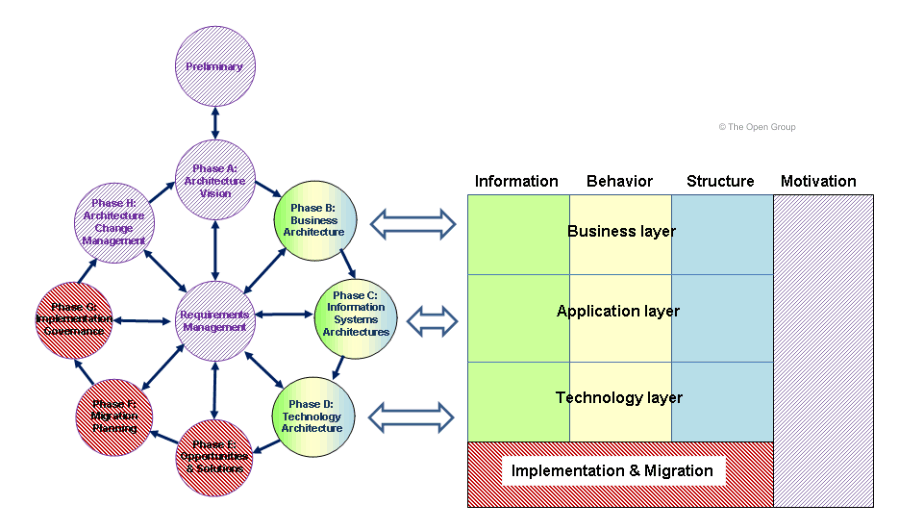 Preliminary
© The Open Group
Phase A:
Architecture
Vision
Information Behavior Structure Motivation
Phase H:
Architecture
Change
Management
Phase B:
Business
Architecture
Business layer
Phase G:
Implementation
Governance
Requirements
Management
Phase C:
Information
Systems
Architectures
Application layer
Phase F:
Migration
Planning
Phase D:
Technology
Architecture
Technology layer
Phase E:
Opportunities
& Solutions
Implementation & Migration